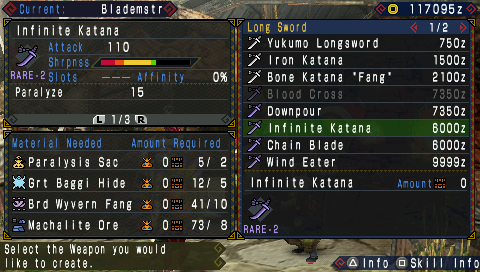 Current: Blademstr
117095z
Infinite Katana
Attack 110
Shrpnss
RARE-2 Slots --- Affinity 0%
Paralyze 15
L 1/3 R
Material Needed Amount Required
Paralysis Sac 0 5/ 2
Grt Baggi Hide 0 12/ 5
Brd Wyvern Fang 0 41/10
Machalite Ore 0 73/ 8
Select the Weapon you would
like to create.
Long Sword 1/2
Yukumo Longsword 750z
Iron Katana 1500z
Bone Katana "Fang" 2100z
Blood Cross 7350z
Downpour 7350z
Infinite Katana 6000z
Chain Blade 6000z
Wind Eater 9999z
Infinite Katana Amount 0
RARE-2
Info Skill Info